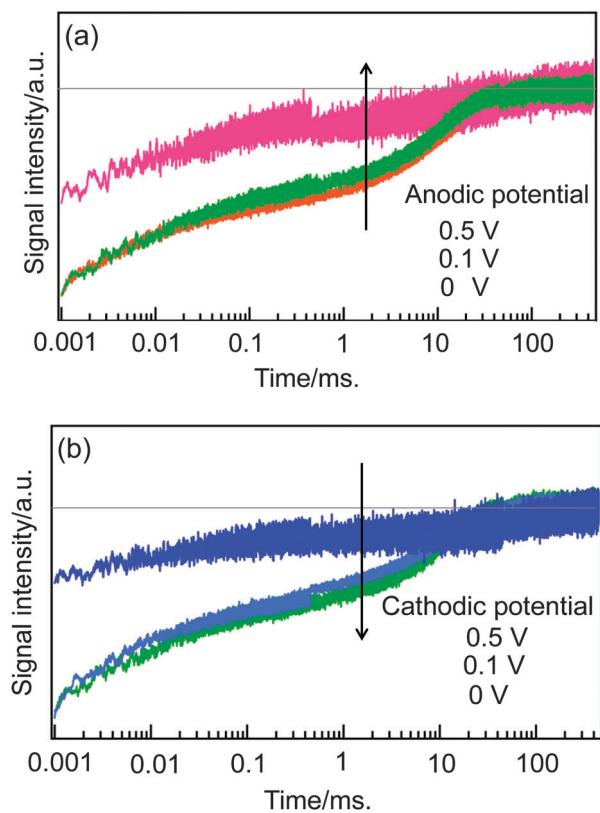 (a)
Signal intensity/a.u.
Anodic potential
0.5 V
0.1 V
0 V
0.001 0.01 0.1 1 10 100
Time/ms.
(b)
Signal intensity/a.u.
Cathodic potential
0.5 V
0.1 V
0 V
0.001 0.01 0.1 1 10 100
Time/ms.